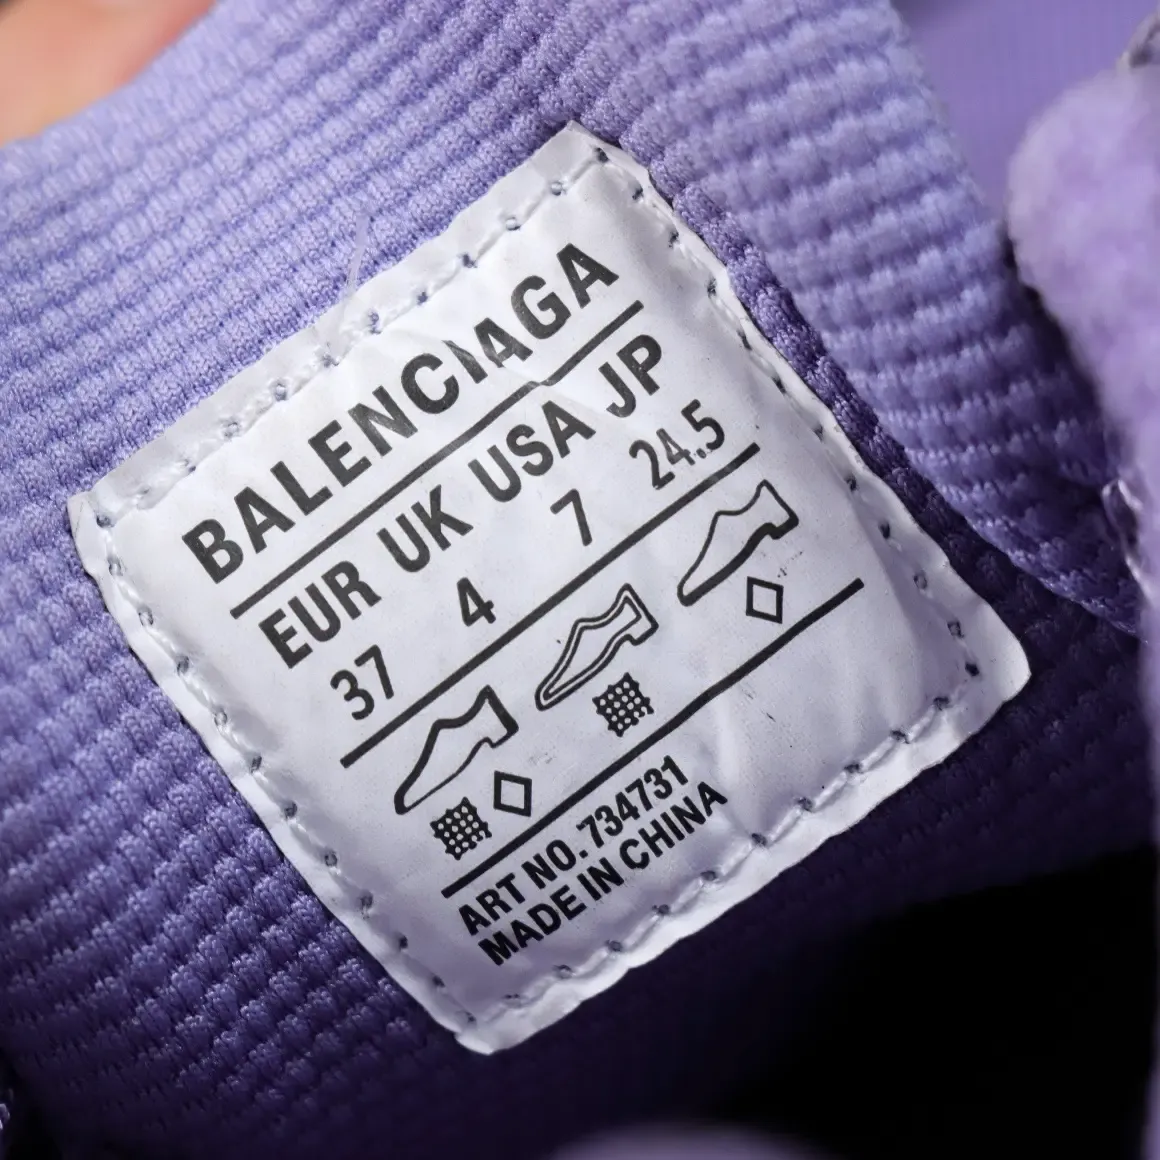 BALENCIAGA
EUR UK USA JP
37 4 7 24.5
ART NO. 734731
MADE IN CHINA